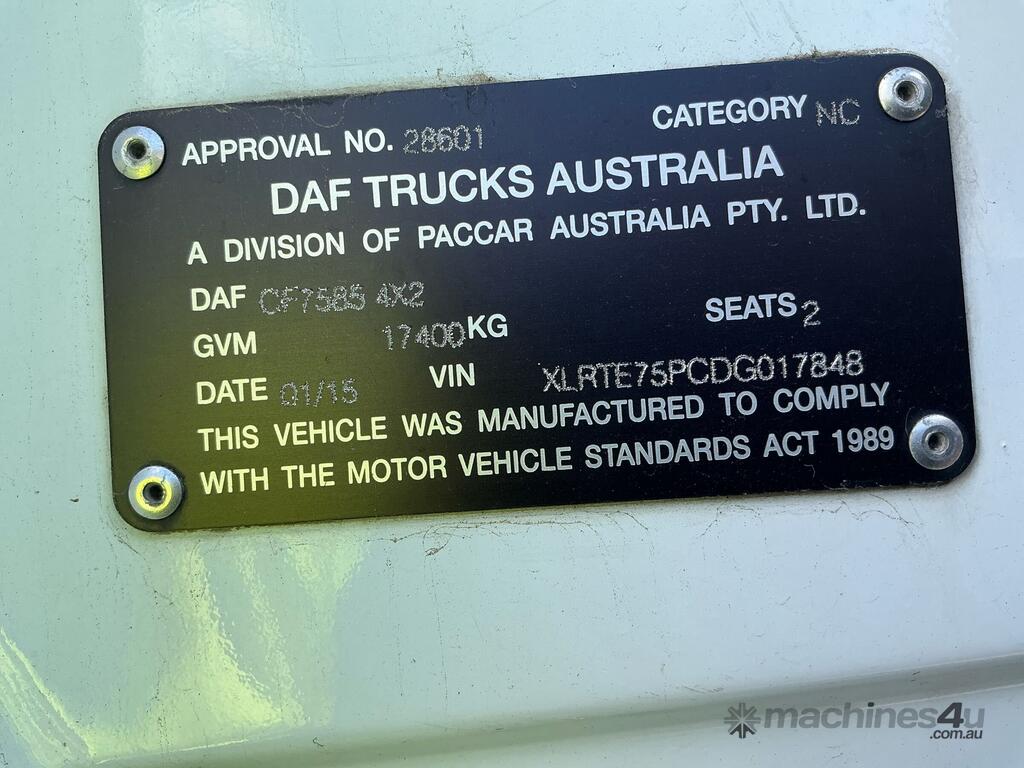 APPROVAL NO. 28601 CATEGORY NC
DAF TRUCKS AUSTRALIA
A DIVISION OF PACCAR AUSTRALIA PTY. LTD.
DAF CF7585 4X2
GVM 17400KG SEATS 2
DATE 01/15 VIN XLRTE75PCDG017848
THIS VEHICLE WAS MANUFACTURED TO COMPLY
WITH THE MOTOR VEHICLE STANDARDS ACT 1989
machines4u
.com.au